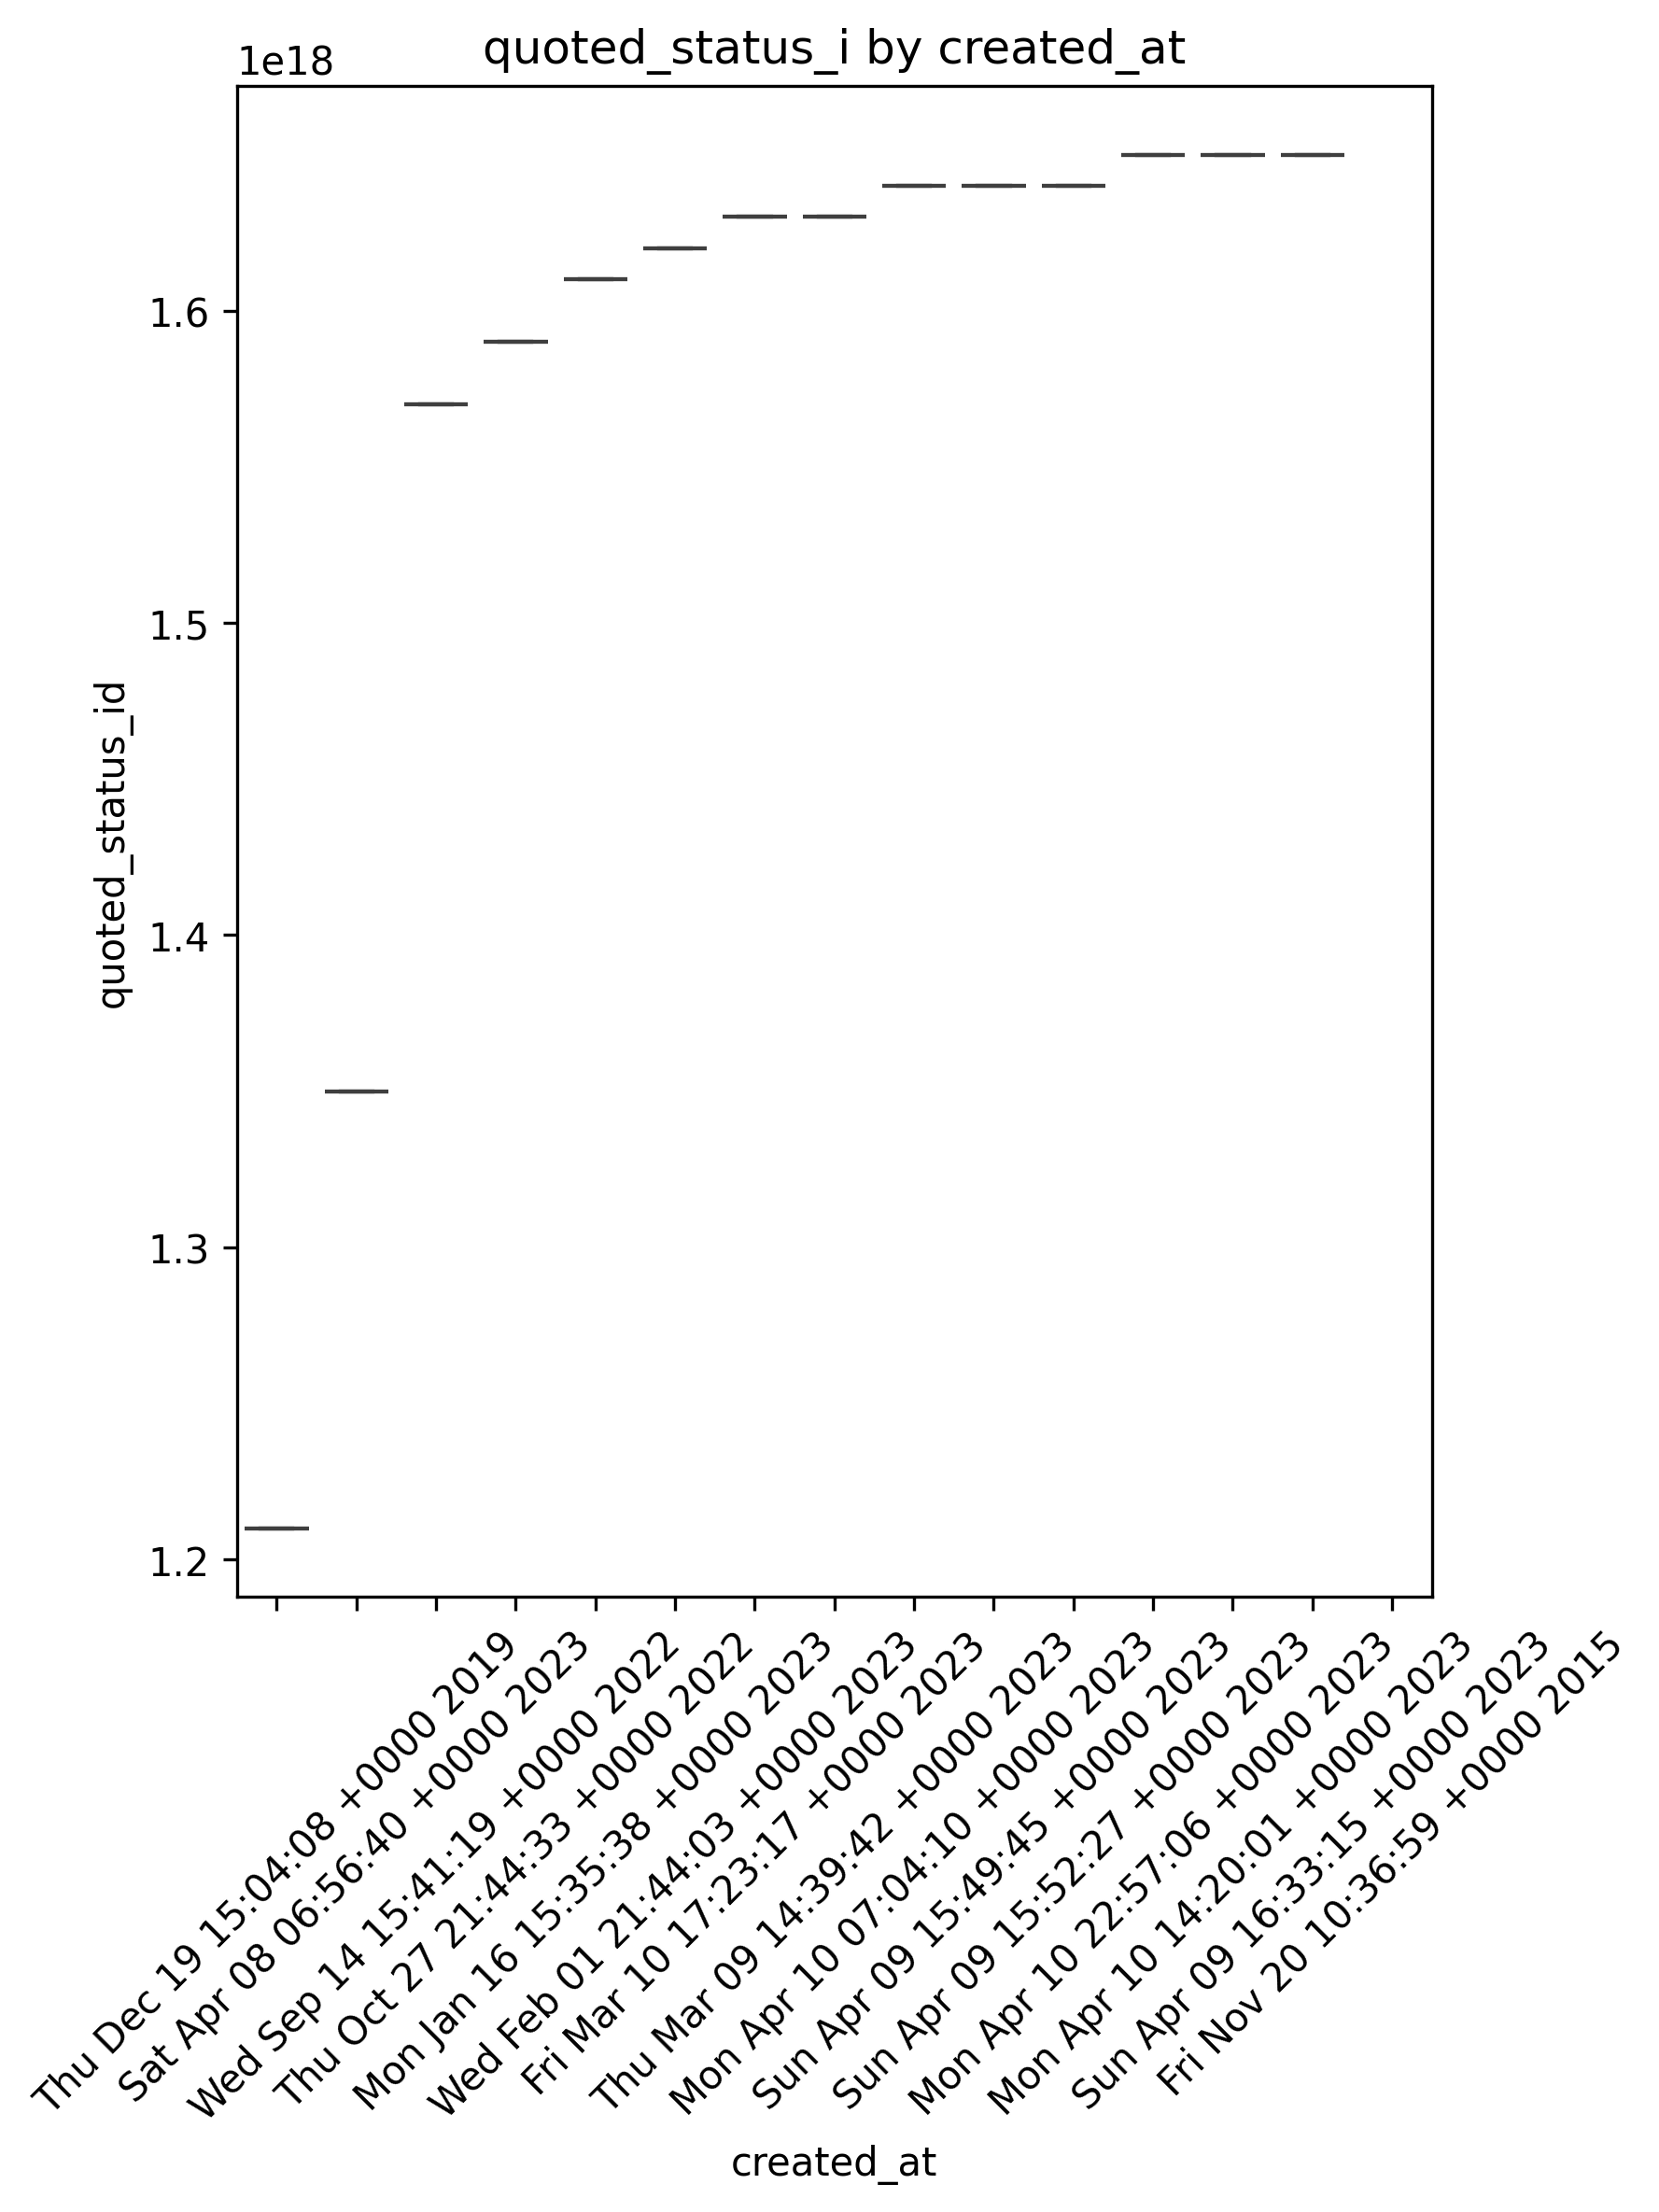 quoted_status_i by created_at
1e18
1.6
1.5
1.4
1.3
1.2
quoted_status_id
Thu Dec 19 15:04:08 +0000 2019
Sat Apr 08 06:56:40 +0000 2023
Wed Sep 14 15:41:19 +0000 2022
Thu Oct 27 21:44:33 +0000 2022
Mon Jan 16 15:35:38 +0000 2023
Wed Feb 01 21:44:03 +0000 2023
Fri Mar 10 17:23:17 +0000 2023
Thu Mar 09 14:39:42 +0000 2023
Mon Apr 10 07:04:10 +0000 2023
Sun Apr 09 15:49:45 +0000 2023
Sun Apr 09 15:52:27 +0000 2023
Mon Apr 10 22:57:06 +0000 2023
Mon Apr 10 14:20:01 +0000 2023
Sun Apr 09 16:33:15 +0000 2023
Fri Nov 20 10:36:59 +0000 2015
created_at